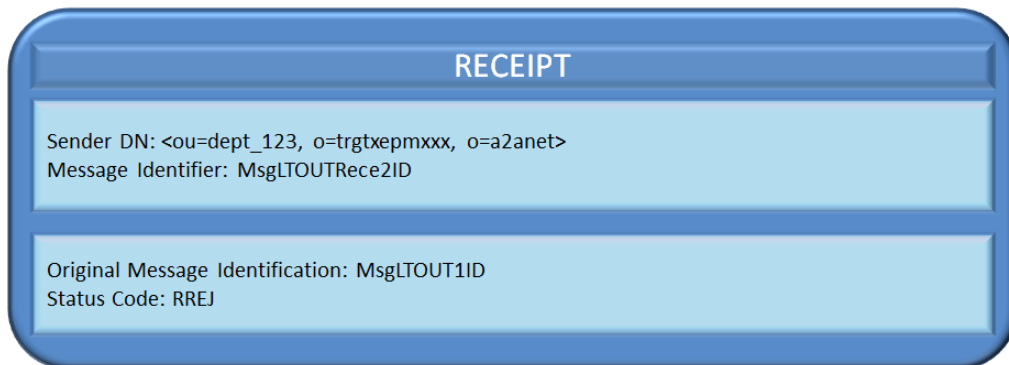 RECEIPT
Sender DN: <ou=dept_123, o=trgtxepmxxx, o=a2anet>
Message Identifier: MsgLTOUTRece2ID
Original Message Identification: MsgLTOUT1ID
Status Code: RREJ